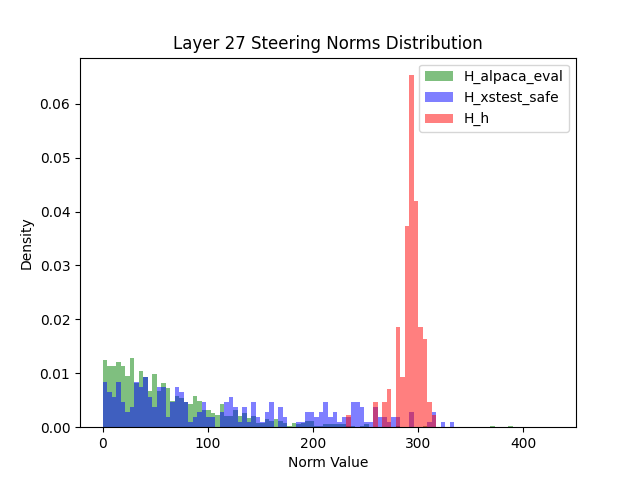 Layer 27 Steering Norms Distribution
H_alpaca_eval
H_xstest_safe
H_h
0.06
0.05
0.04
0.03
0.02
0.01
0.00
Density
0
100
200
300
400
Norm Value